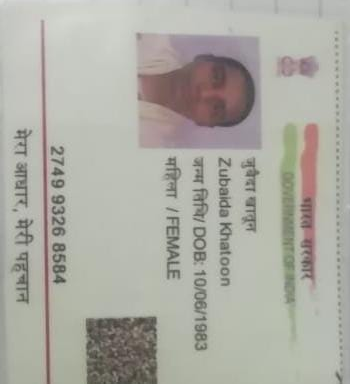 भारत सरकार
GOVERNMENT OF INDIA
जुबैदा खातून
Zubaida Khatoon
जन्म तिथि/ DOB: 10/06/1983
महिला / FEMALE
2749 9326 8584
मेरा आधार, मेरी पहचान